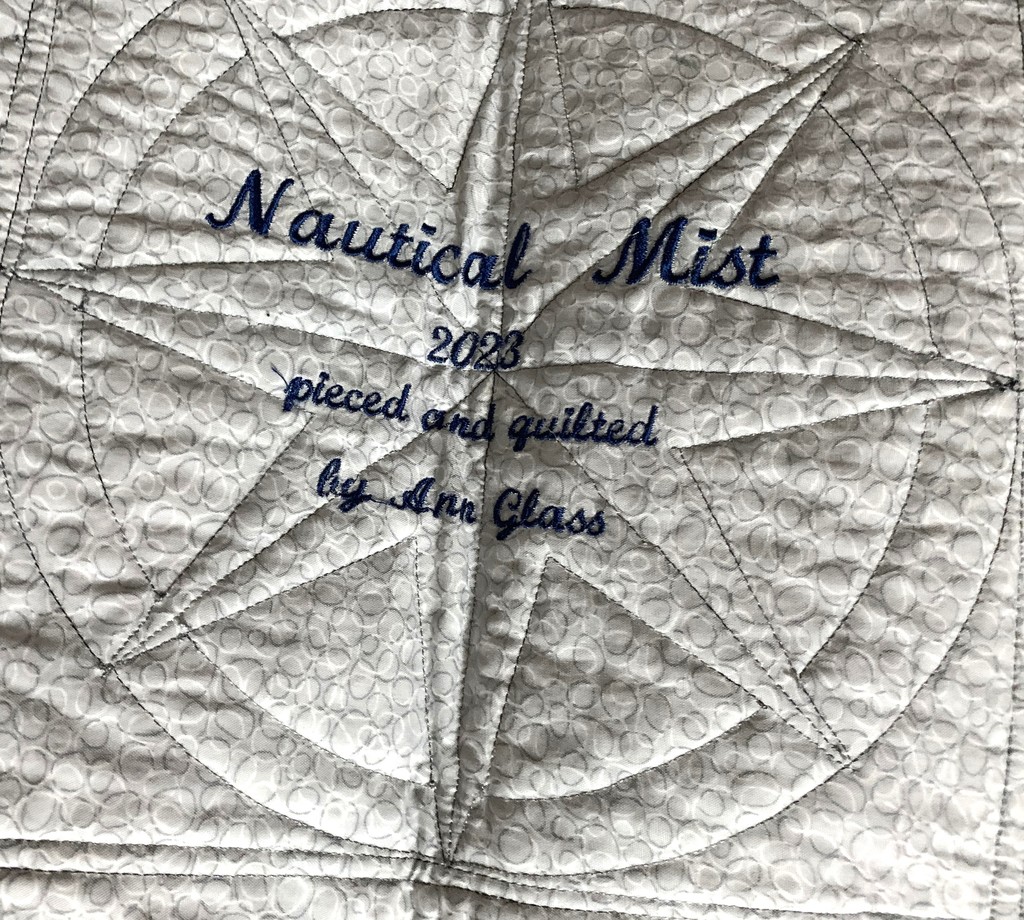 Nautical Mist
2023
pieced and quilted
by Ann Glass